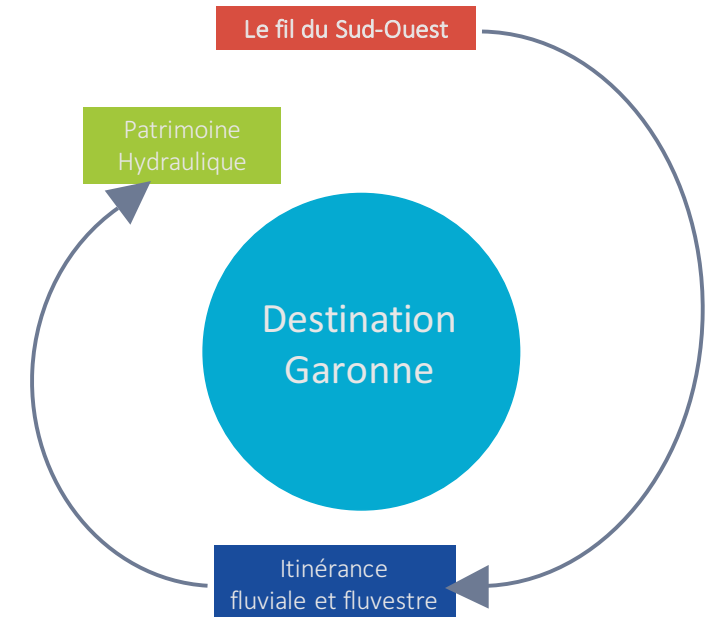 Le fil du Sud-Ouest
Patrimoine
Hydraulique
Destination
Garonne
Itinérance
fluviale et fluvestre